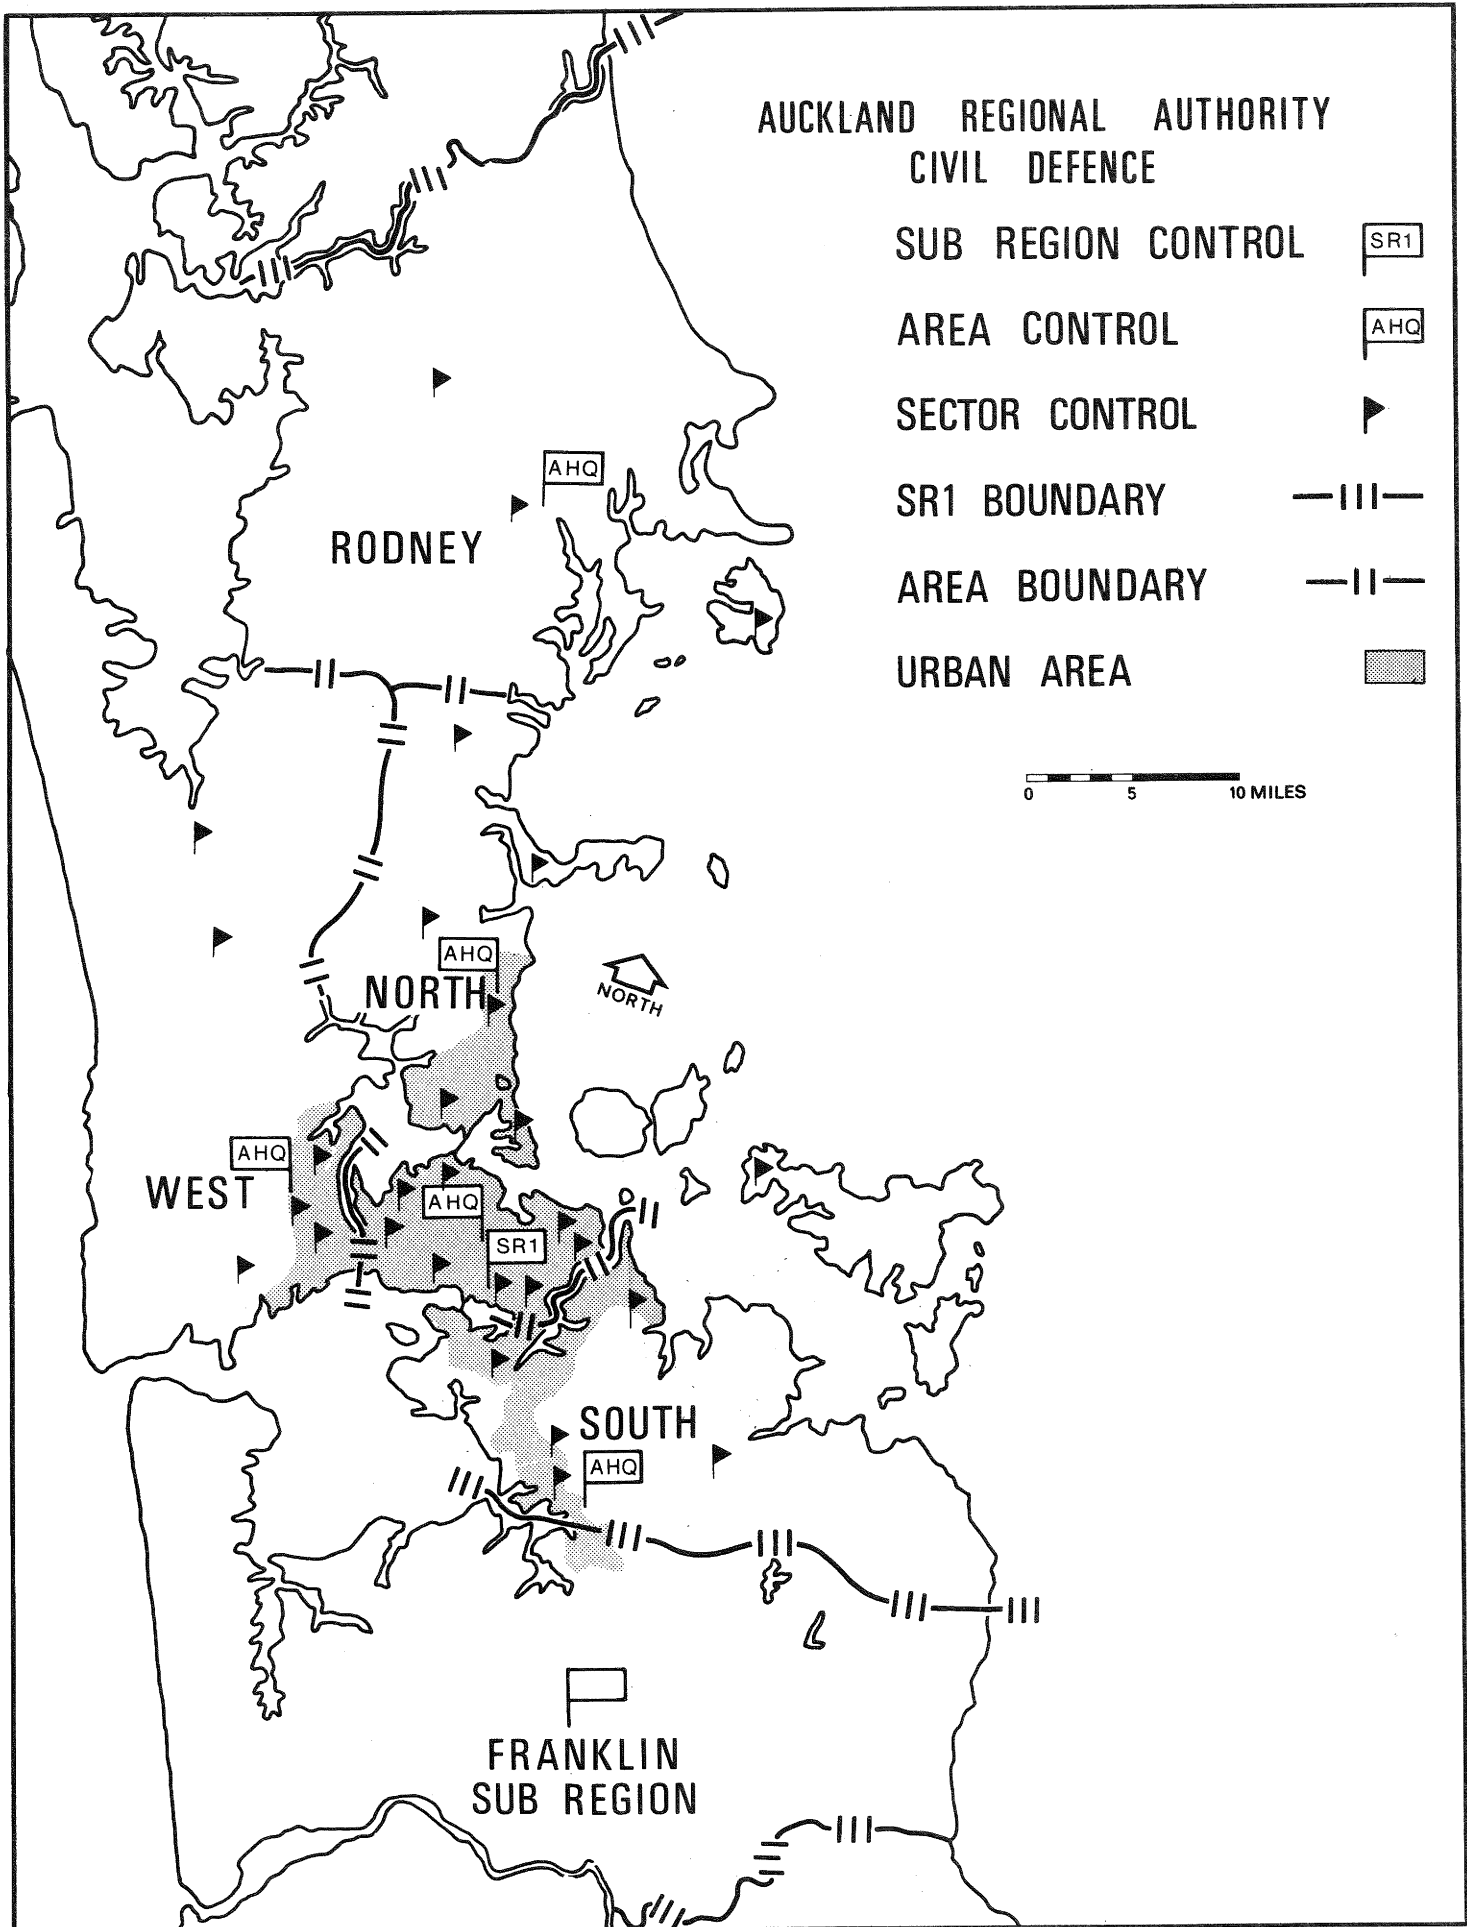 AUCKLAND REGIONAL AUTHORITY
CIVIL DEFENCE
SUB REGION CONTROL SR1
AREA CONTROL AHQ
SECTOR CONTROL
SR1 BOUNDARY
AREA BOUNDARY
URBAN AREA
0 5 10 MILES
AHQ
RODNEY
AHQ
NORTH
NORTH
AHQ
WEST
AHQ
SR1
SOUTH
AHQ
FRANKLIN
SUB REGION